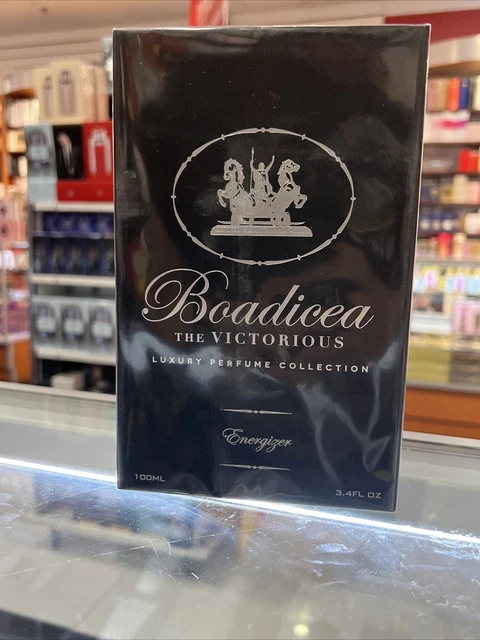 Boadicea
THE VICTORIOUS
LUXURY PERFUME COLLECTION
Energizer
100ML
3.4FL OZ